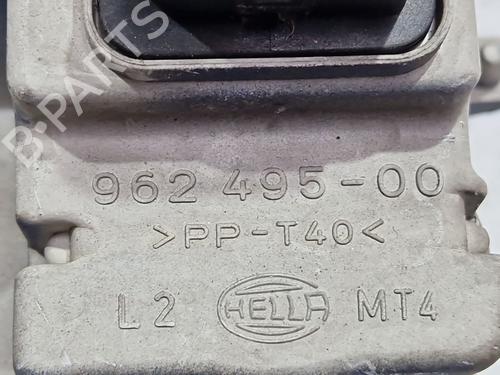 B-PARTS
962 495-00
>PP-T40<
L2 HELLA MT4